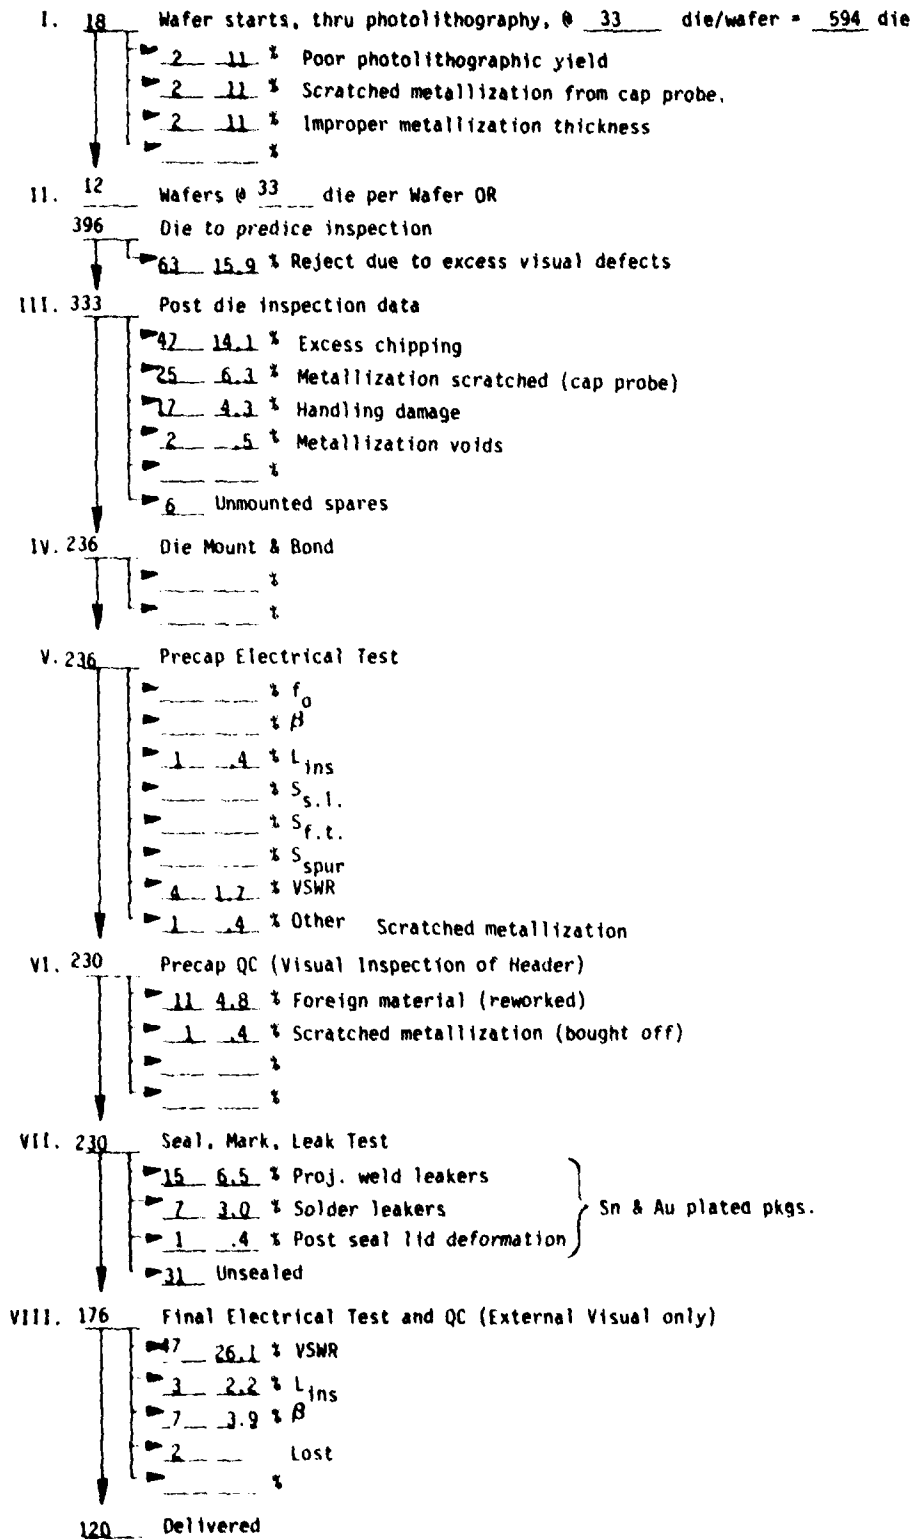 I. 18 Wafer starts, thru photolithography, @ 33 die/wafer = 594 die
2 11 % Poor photolithographic yield
2 11 % Scratched metallization from cap probe.
2 11 % Improper metallization thickness
%
II. 12 Wafers @ 33 die per Wafer OR
396 Die to predice inspection
63 15.9 % Reject due to excess visual defects
III. 333 Post die inspection data
47 14.1 % Excess chipping
25 6.3 % Metallization scratched (cap probe)
17 4.3 % Handling damage
2 .5 % Metallization voids
%
6 Unmounted spares
IV. 236 Die Mount & Bond
%
%
V. 236 Precap Electrical Test
% fo
% β
1 .4 % Lins
% Ss.l.
% Sf.t.
% Sspur
4 1.7 % VSWR
1 .4 % Other Scratched metallization
VI. 230 Precap QC (Visual Inspection of Header)
11 4.8 % Foreign material (reworked)
1 .4 % Scratched metallization (bought off)
%
%
VII. 230 Seal, Mark, Leak Test
15 6.5 % Proj. weld leakers
7 3.0 % Solder leakers Sn & Au plated pkgs.
1 .4 % Post seal lid deformation
31 Unsealed
VIII. 176 Final Electrical Test and QC (External Visual only)
47 26.1 % VSWR
3 2.2 % Lins
7 3.9 % β
2 Lost
%
120 Delivered